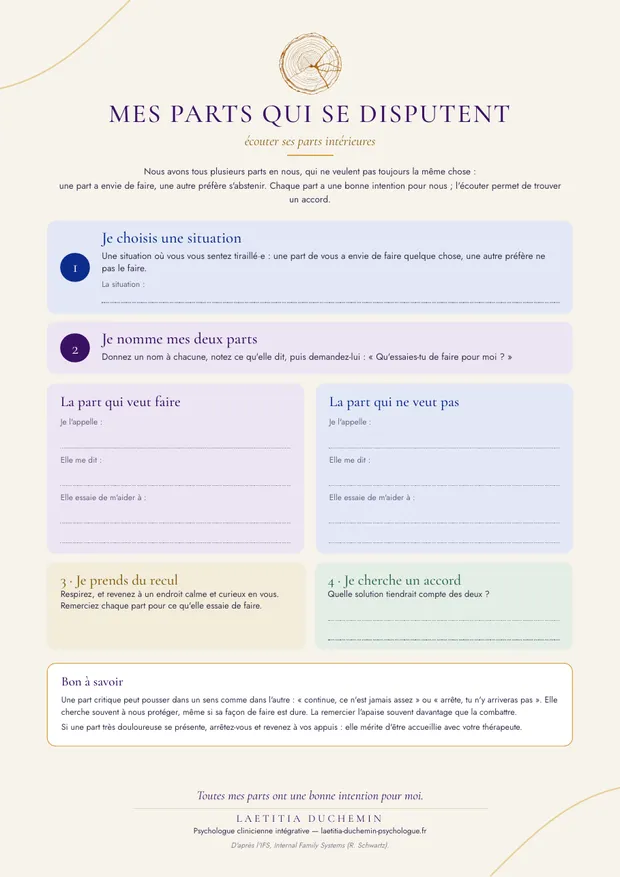 MES PARTS QUI SE DISPUTENT
écouter ses parts intérieures
Nous avons tous plusieurs parts en nous, qui ne veulent pas toujours la même chose :
une part a envie de faire, une autre préfère s'abstenir. Chaque part a une bonne intention pour nous ; l'écouter permet de trouver
un accord.
1
Je choisis une situation
Une situation où vous vous sentez tiraillé·e : une part de vous a envie de faire quelque chose, une autre préfère ne
pas le faire.
La situation :
2
Je nomme mes deux parts
Donnez un nom à chacune, notez ce qu'elle dit, puis demandez-lui : « Qu'essaies-tu de faire pour moi ? »
La part qui veut faire
Je l'appelle :
Elle me dit :
Elle essaie de m'aider à :
La part qui ne veut pas
Je l'appelle :
Elle me dit :
Elle essaie de m'aider à :
3 · Je prends du recul
Respirez, et revenez à un endroit calme et curieux en vous.
Remerciez chaque part pour ce qu'elle essaie de faire.
4 · Je cherche un accord
Quelle solution tiendrait compte des deux ?
Bon à savoir
Une part critique peut pousser dans un sens comme dans l'autre : « continue, ce n'est jamais assez » ou « arrête, tu n'y arriveras pas ». Elle
cherche souvent à nous protéger, même si sa façon de faire est dure. La remercier l'apaise souvent davantage que la combattre.
Si une part très douloureuse se présente, arrêtez-vous et revenez à vos appuis : elle mérite d'être accueillie avec votre thérapeute.
Toutes mes parts ont une bonne intention pour moi.
LAETITIA DUCHEMIN
Psychologue clinicienne intégrative — laetitia-duchemin-psychologue.fr
D'après l'IFS, Internal Family Systems (R. Schwartz).